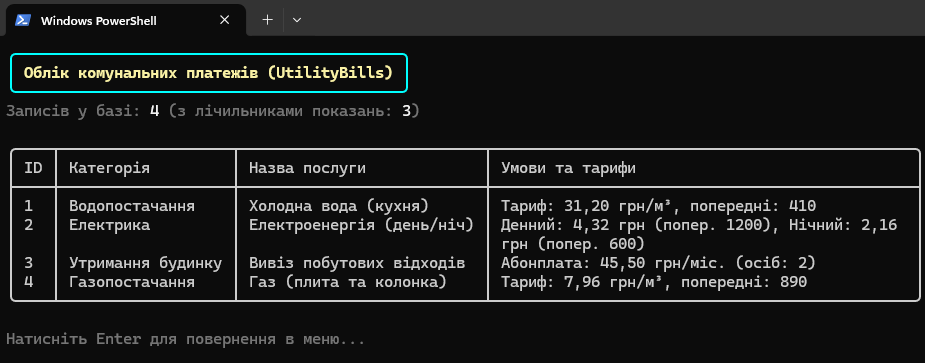 Windows PowerShell
Облік комунальних платежів (UtilityBills)
Записів у базі: 4 (з лічильниками показань: 3)
ID Категорія Назва послуги Умови та тарифи
1 Водопостачання Холодна вода (кухня) Тариф: 31,20 грн/м³, попередні: 410
2 Електрика Електроенергія (день/ніч) Денний: 4,32 грн (попер. 1200), Нічний: 2,16
грн (попер. 600)
3 Утримання будинку Вивіз побутових відходів Абонплата: 45,50 грн/міс. (осіб: 2)
4 Газопостачання Газ (плита та колонка) Тариф: 7,96 грн/м³, попередні: 890
Натисніть Enter для повернення в меню...